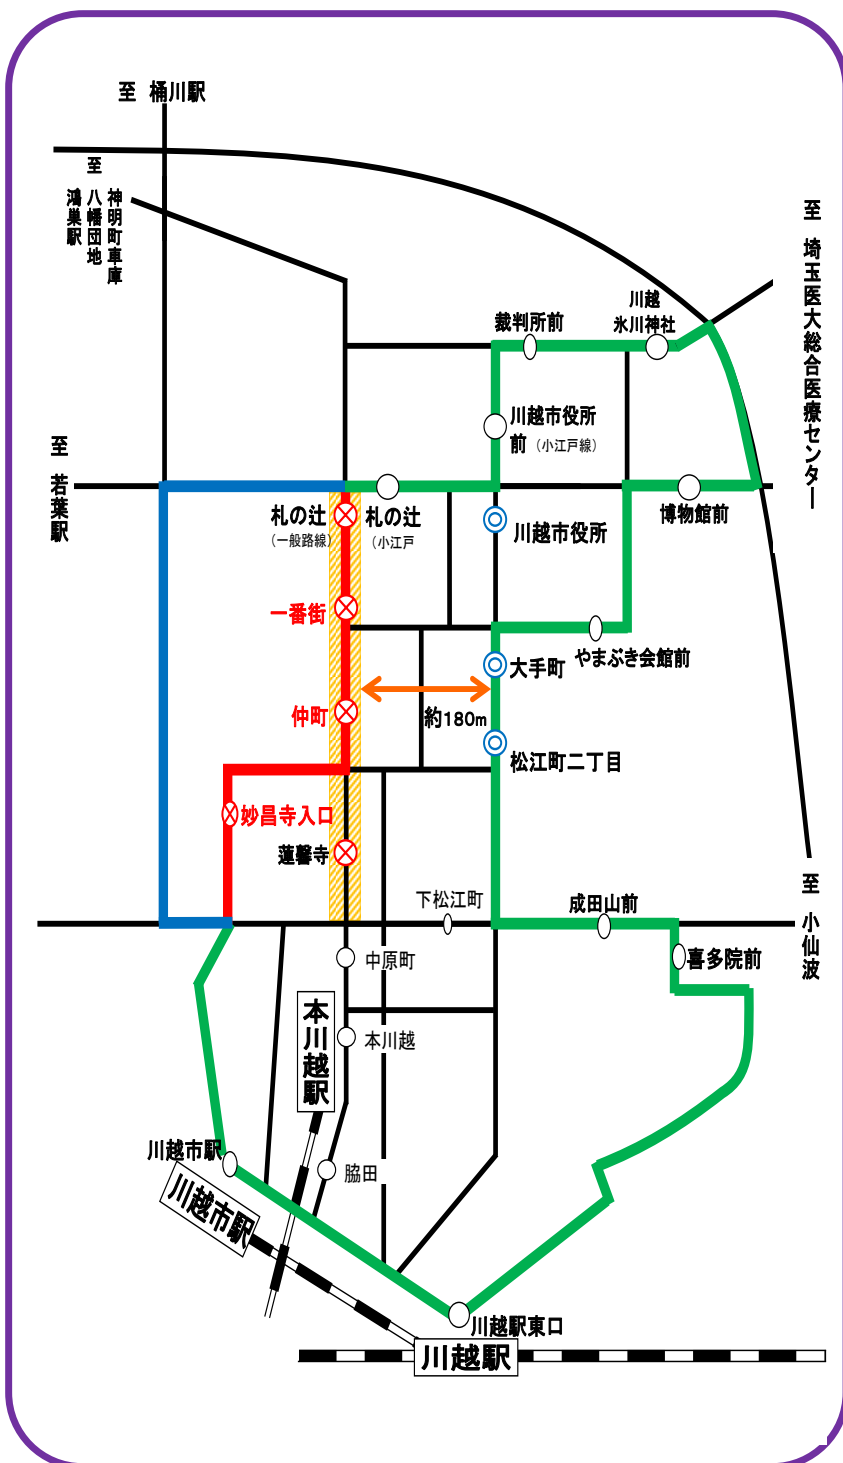 至 桶川駅
至
神明町車庫
八幡団地
鴻巣駅
至 埼玉医大総合医療センター
川越
氷川神社
裁判所前
川越市役所
前（小江戸線）
至 若葉駅
札の辻
（一般路線）
札の辻
（小江戸
川越市役所
博物館前
一番街
やまぶき会館前
大手町
仲町
約180m
松江町二丁目
妙昌寺入口
蓮馨寺
下松江町
成田山前
至 小仙波
中原町
喜多院前
本川越駅
本川越
川越市駅
脇田
川越市駅
川越駅東口
川越駅